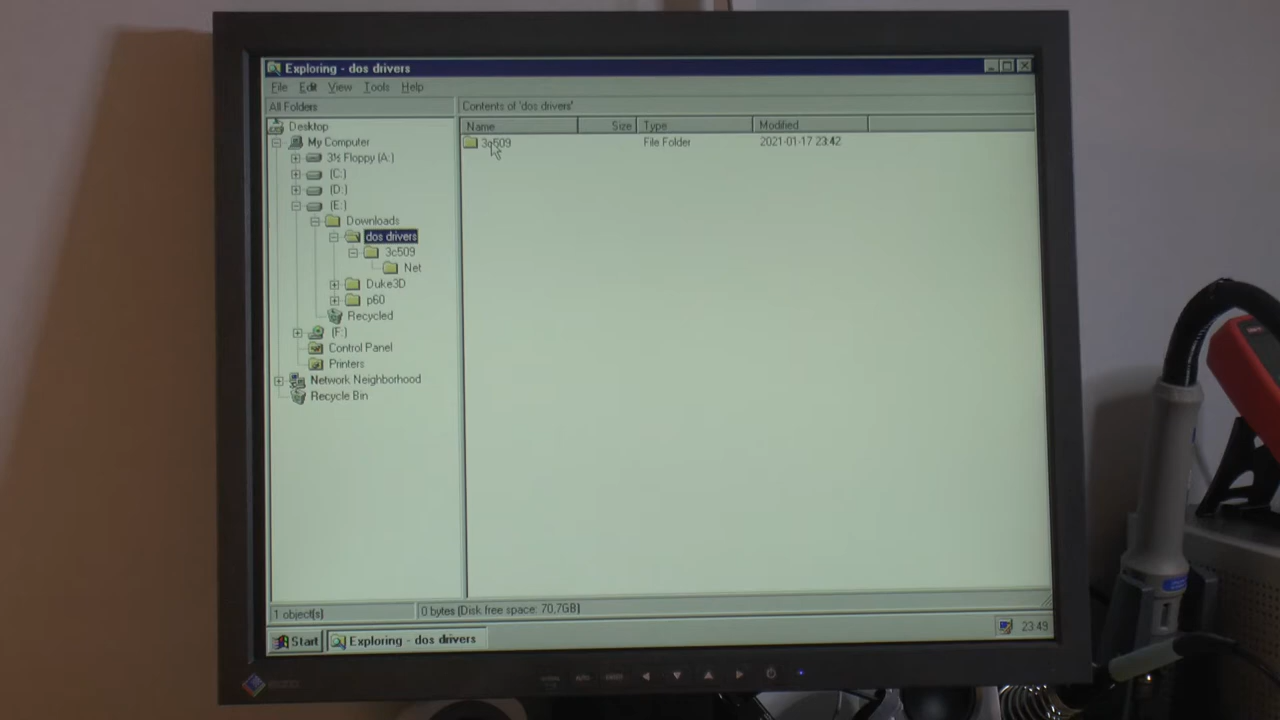 Exploring - dos drivers
File Edit View Tools Help
All Folders
Contents of 'dos drivers'
Desktop
My Computer
3½ Floppy (A:)
(C:)
(D:)
(E:)
Downloads
dos drivers
3c509
Net
Duke3D
p60
Recycled
(F:)
Control Panel
Printers
Network Neighborhood
Recycle Bin
Name Size Type Modified
3c509 File Folder 2021-01-17 23:42
1 object(s)
0 bytes (Disk free space: 70,7GB)
Start
Exploring - dos drivers
23:49